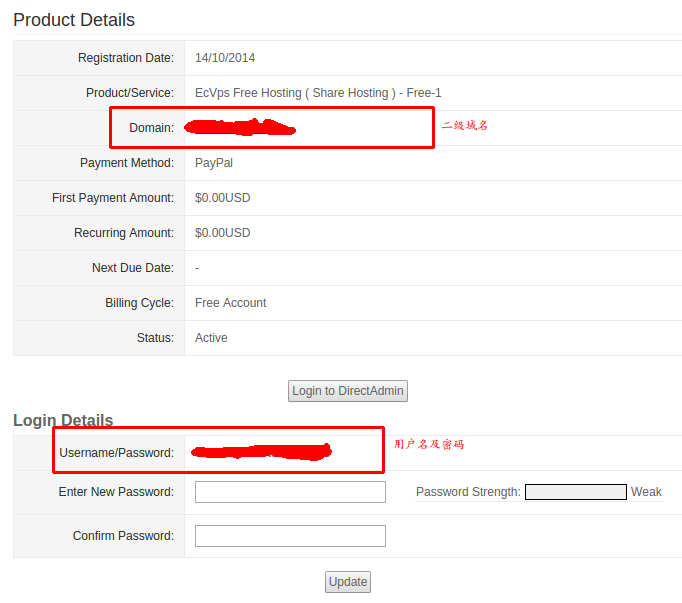 Product Details
Registration Date: 14/10/2014
Product/Service: EcVps Free Hosting ( Share Hosting ) - Free-1
Domain: 二级域名
Payment Method: PayPal
First Payment Amount: $0.00USD
Recurring Amount: $0.00USD
Next Due Date: -
Billing Cycle: Free Account
Status: Active
Login to DirectAdmin
Login Details
Username/Password: 用户名及密码
Enter New Password: Password Strength: Weak
Confirm Password:
Update